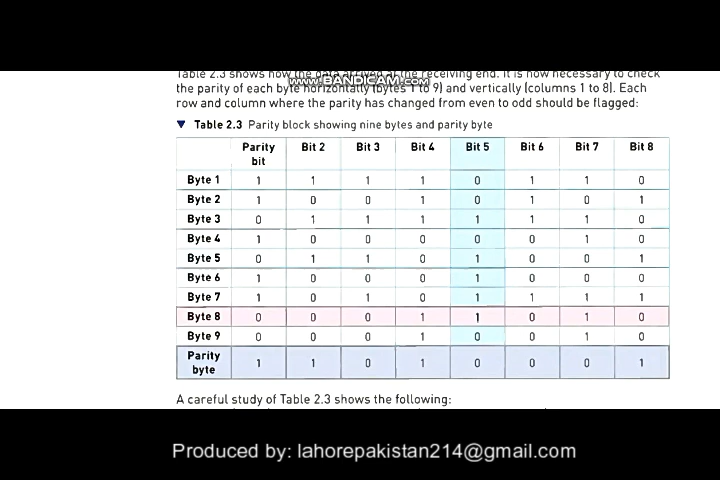 Table 2.3 shows how the data arrived at the receiving end. It is now necessary to check
www.BANDICAM.com
the parity of each byte horizontally (bytes 1 to 9) and vertically (columns 1 to 8). Each
row and column where the parity has changed from even to odd should be flagged:
▼ Table 2.3 Parity block showing nine bytes and parity byte
Parity bit Bit 2 Bit 3 Bit 4 Bit 5 Bit 6 Bit 7 Bit 8
Byte 1 1 1 1 1 0 1 1 0
Byte 2 1 0 0 1 0 1 0 1
Byte 3 0 1 1 1 1 1 1 0
Byte 4 1 0 0 0 0 0 1 0
Byte 5 0 1 1 0 1 0 0 1
Byte 6 1 0 0 0 1 0 0 0
Byte 7 1 0 1 0 1 1 1 1
Byte 8 0 0 0 1 1 0 1 0
Byte 9 0 0 0 1 0 0 1 0
Parity byte 1 1 0 1 0 0 0 1
A careful study of Table 2.3 shows the following:
Produced by: lahorepakistan214@gmail.com